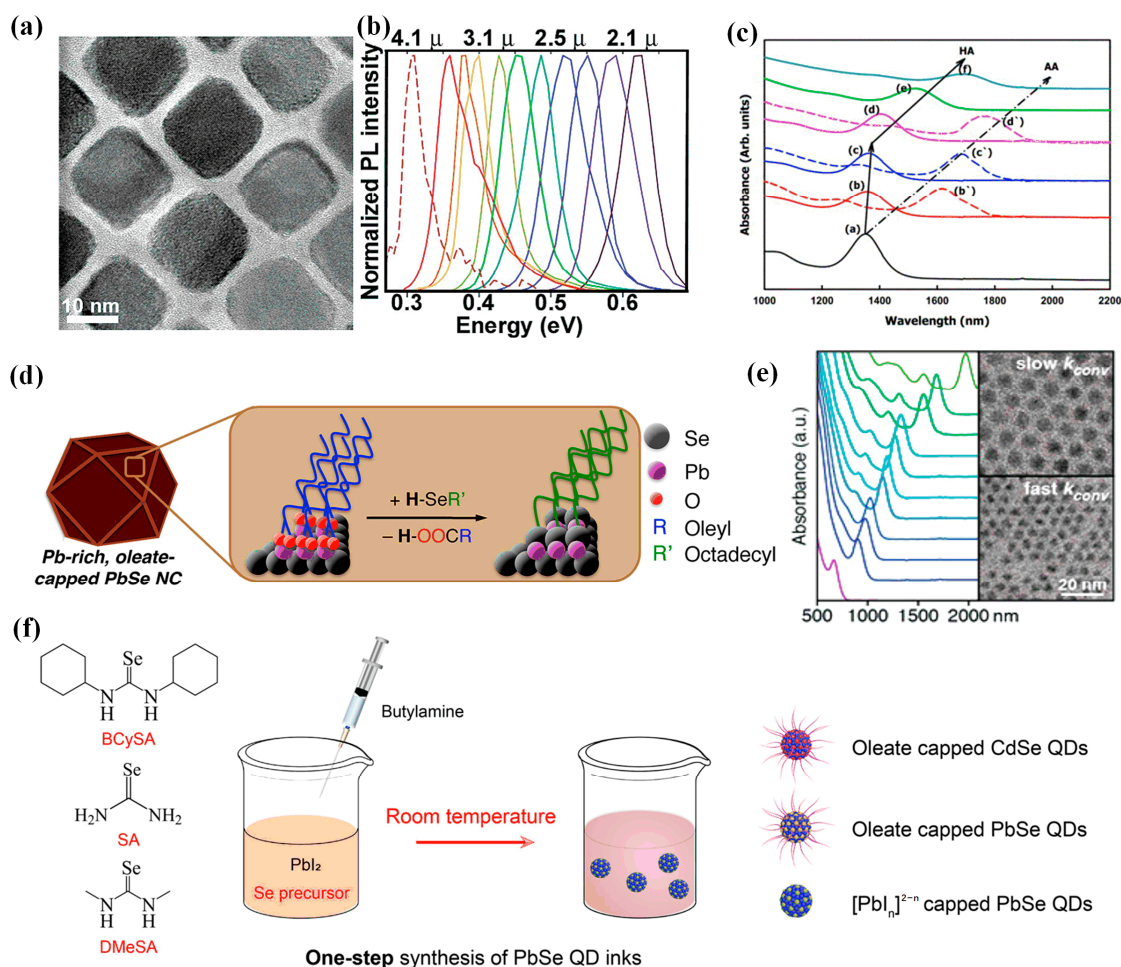 (a)
10 nm
(b)
4.1 μ 3.1 μ 2.5 μ 2.1 μ
Normalized PL intensity
0.3 0.4 0.5 0.6
Energy (eV)
(c)
HA
AA
(f)
(e)
(d)
(d`)
(c)
(c`)
(b)
(b`)
(a)
Absorbance (Arb. units)
1000 1200 1400 1600 1800 2000 2200
Wavelength (nm)
(d)
Pb-rich, oleate-
capped PbSe NC
+ H-SeR'
– H-OOCR
Se
Pb
O
R Oleyl
R' Octadecyl
(e)
Absorbance (a.u.)
500 1000 1500 2000 nm
slow kconv
fast kconv
20 nm
(f)
Se
N N
H H
BCySA
Se
H2N NH2
SA
Se
N N
H H
DMeSA
Butylamine
PbI2
Se precursor
Room temperature
One-step synthesis of PbSe QD inks
Oleate capped CdSe QDs
Oleate capped PbSe QDs
[PbIn]2−n capped PbSe QDs